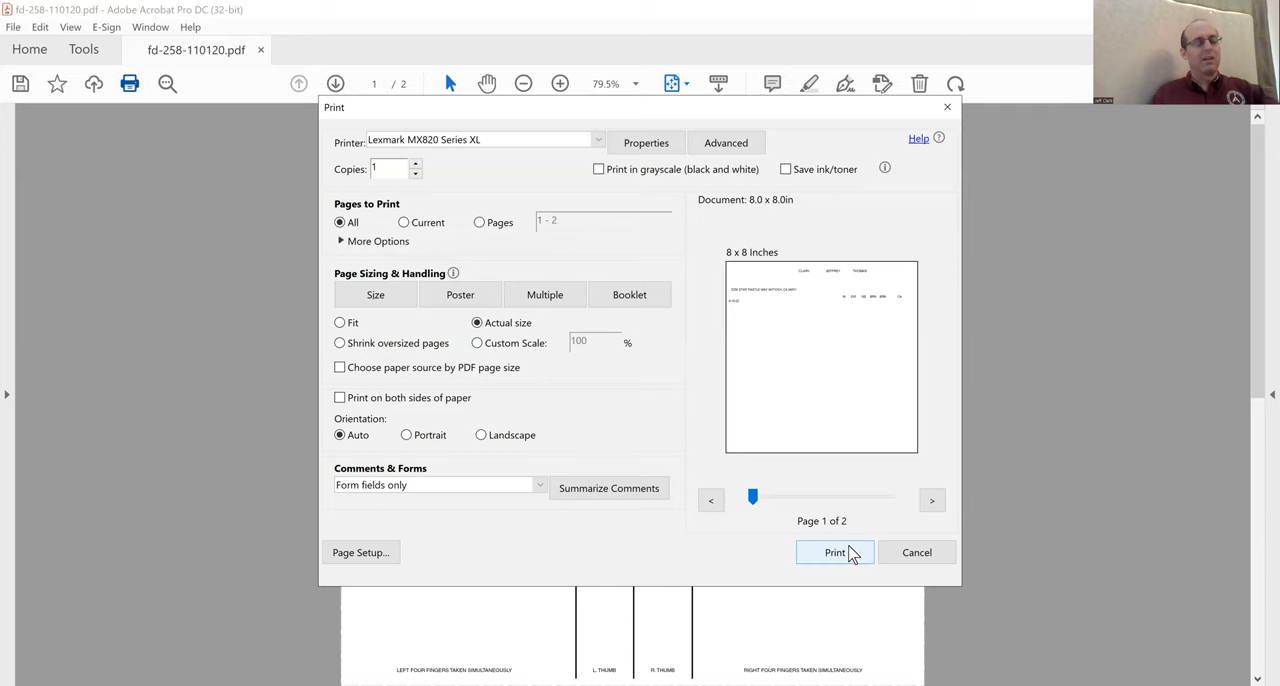 fd-258-110120.pdf - Adobe Acrobat Pro DC (32-bit)
File Edit View E-Sign Window Help
Home Tools fd-258-110120.pdf ×
1 / 2 79.5%
Print
Printer: Lexmark MX820 Series XL Properties Advanced Help
Copies: 1 Print in grayscale (black and white) Save ink/toner
Pages to Print
All Current Pages 1 - 2
More Options
Page Sizing & Handling
Size Poster Multiple Booklet
Fit Actual size
Shrink oversized pages Custom Scale: 100 %
Choose paper source by PDF page size
Print on both sides of paper
Orientation:
Auto Portrait Landscape
Comments & Forms
Form fields only Summarize Comments
Document: 8.0 x 8.0in
8 x 8 Inches
CLARK JEFFREY THOMAS
< >
Page 1 of 2
Page Setup... Print Cancel
LEFT FOUR FINGERS TAKEN SIMULTANEOUSLY L. THUMB R. THUMB RIGHT FOUR FINGERS TAKEN SIMULTANEOUSLY